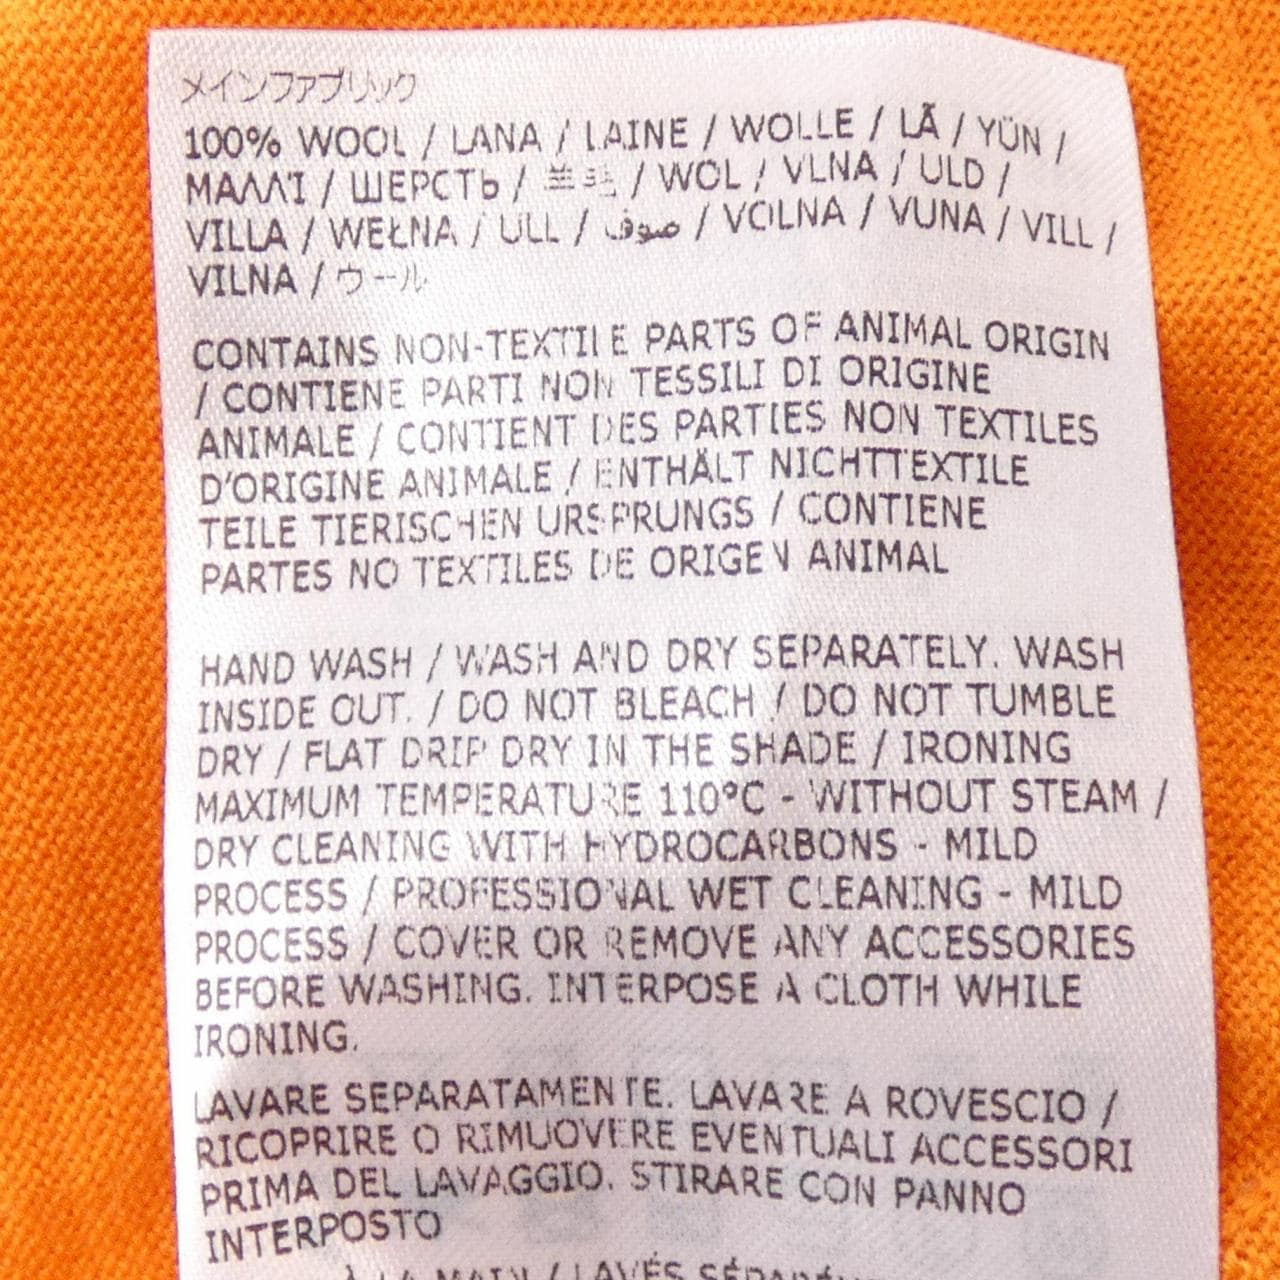 メインファブリック
100% WOOL / LANA / LAINE / WOLLE / LÃ / YÜN /
ΜΑΛΛΊ / ШЕРСТЬ / 羊毛 / WOL / VLNA / ULD /
VILLA / WEŁNA / ULL / صوف / VOLNA / VUNA / VILL /
VILNA / ウール
CONTAINS NON-TEXTILE PARTS OF ANIMAL ORIGIN
/ CONTIENE PARTI NON TESSILI DI ORIGINE
ANIMALE / CONTIENT DES PARTIES NON TEXTILES
D'ORIGINE ANIMALE / ENTHÄLT NICHTTEXTILE
TEILE TIERISCHEN URSPRUNGS / CONTIENE
PARTES NO TEXTILES DE ORIGEN ANIMAL
HAND WASH / WASH AND DRY SEPARATELY. WASH
INSIDE OUT. / DO NOT BLEACH / DO NOT TUMBLE
DRY / FLAT DRIP DRY IN THE SHADE / IRONING
MAXIMUM TEMPERATURE 110°C - WITHOUT STEAM /
DRY CLEANING WITH HYDROCARBONS - MILD
PROCESS / PROFESSIONAL WET CLEANING - MILD
PROCESS / COVER OR REMOVE ANY ACCESSORIES
BEFORE WASHING. INTERPOSE A CLOTH WHILE
IRONING.
LAVARE SEPARATAMENTE. LAVARE A ROVESCIO /
RICOPRIRE O RIMUOVERE EVENTUALI ACCESSORI
PRIMA DEL LAVAGGIO. STIRARE CON PANNO
INTERPOSTO
À LA MAIN / LAVÉS